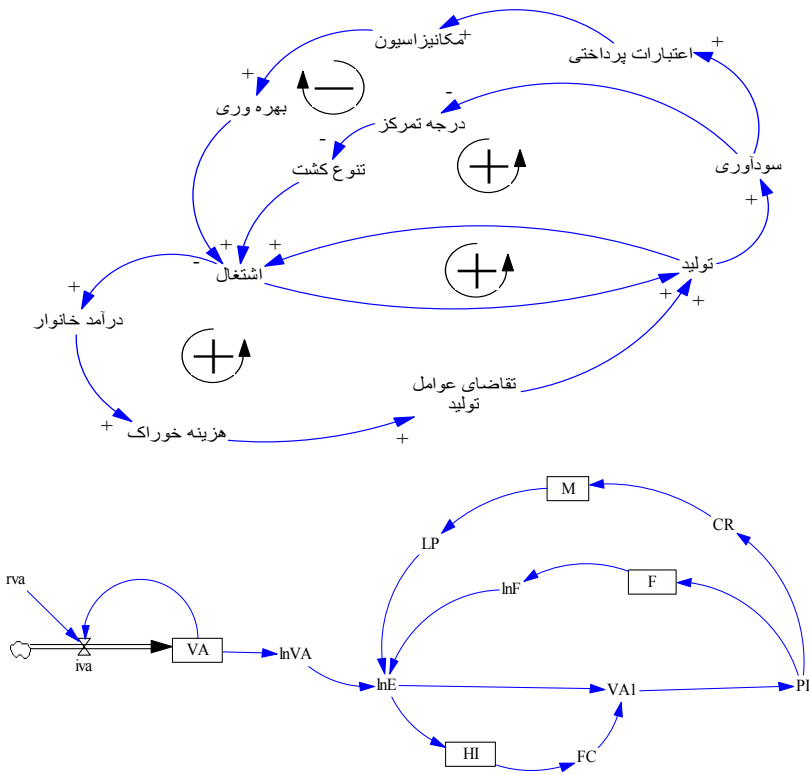 مکانیزاسیون
اعتبارات پرداختی
بهره وری
درجه تمرکز
تنوع کشت
سودآوری
اشتغال
تولید
درآمد خانوار
تقاضای عوامل
تولید
هزینه خوراک
M
CR
LP
rva
lnF
F
VA
iva
lnVA
lnE
VA1
PI
HI
FC